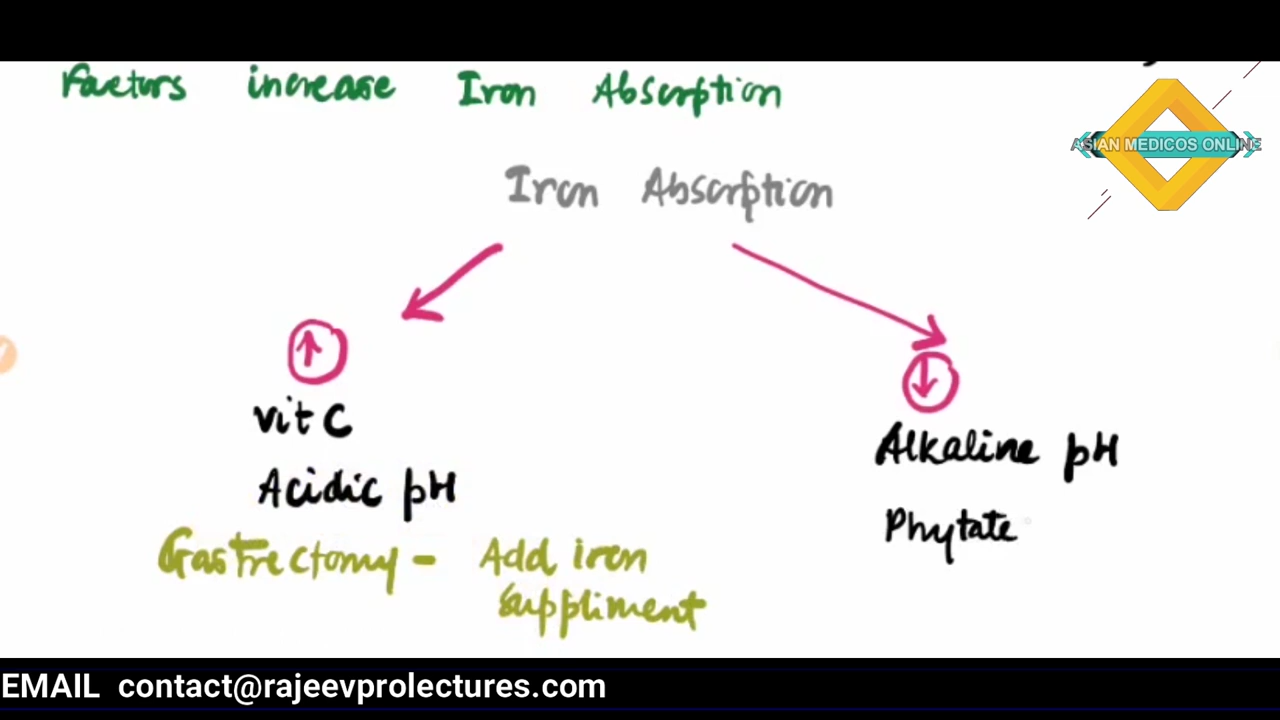 Factors increase Iron Absorption
ASIAN MEDICOS ONLINE
Iron Absorption
↑
↓
vit C
Alkaline pH
Acidic pH
Phytate
Gastrectomy - Add iron
suppliment
EMAIL contact@rajeevprolectures.com